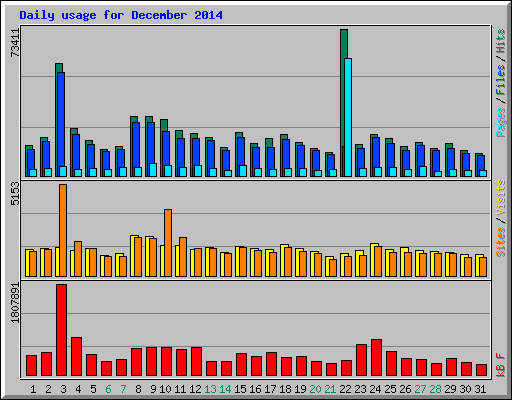 Daily usage for December 2014
73411
Pages / Files / Hits
5153
Sites / Visits
1807891
kB F
1 2 3 4 5 6 7 8 9 10 11 12 13 14 15 16 17 18 19 20 21 22 23 24 25 26 27 28 29 30 31